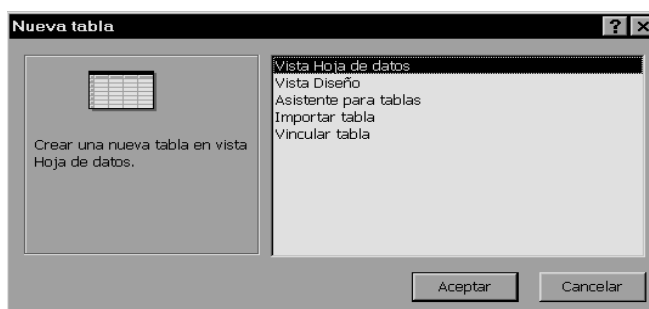 Nueva tabla
Crear una nueva tabla en vista
Hoja de datos.
Vista Hoja de datos
Vista Diseño
Asistente para tablas
Importar tabla
Vincular tabla
Aceptar
Cancelar